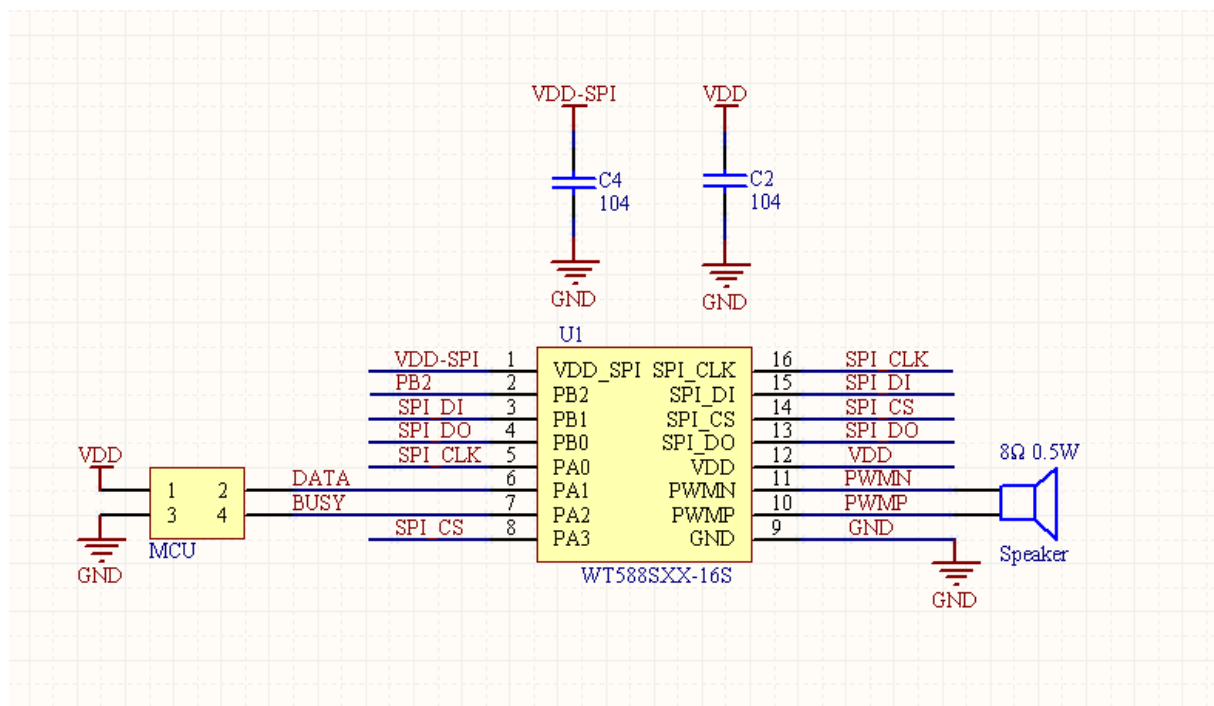 VDD-SPI VDD
C4 C2
104 104
GND GND
U1
VDD-SPI 1 VDD_SPI SPI_CLK 16 SPI_CLK
PB2 2 PB2 SPI_DI 15 SPI_DI
SPI_DI 3 PB1 SPI_CS 14 SPI_CS
SPI_DO 4 PB0 SPI_DO 13 SPI_DO
SPI_CLK 5 PA0 VDD 12 VDD
8Ω 0.5W
VDD
1 2 DATA 6 PA1 PWMN 11 PWMN
3 4 BUSY 7 PA2 PWMP 10 PWMP
SPI_CS 8 PA3 GND 9 GND
MCU
Speaker
GND
WT588SXX-16S
GND